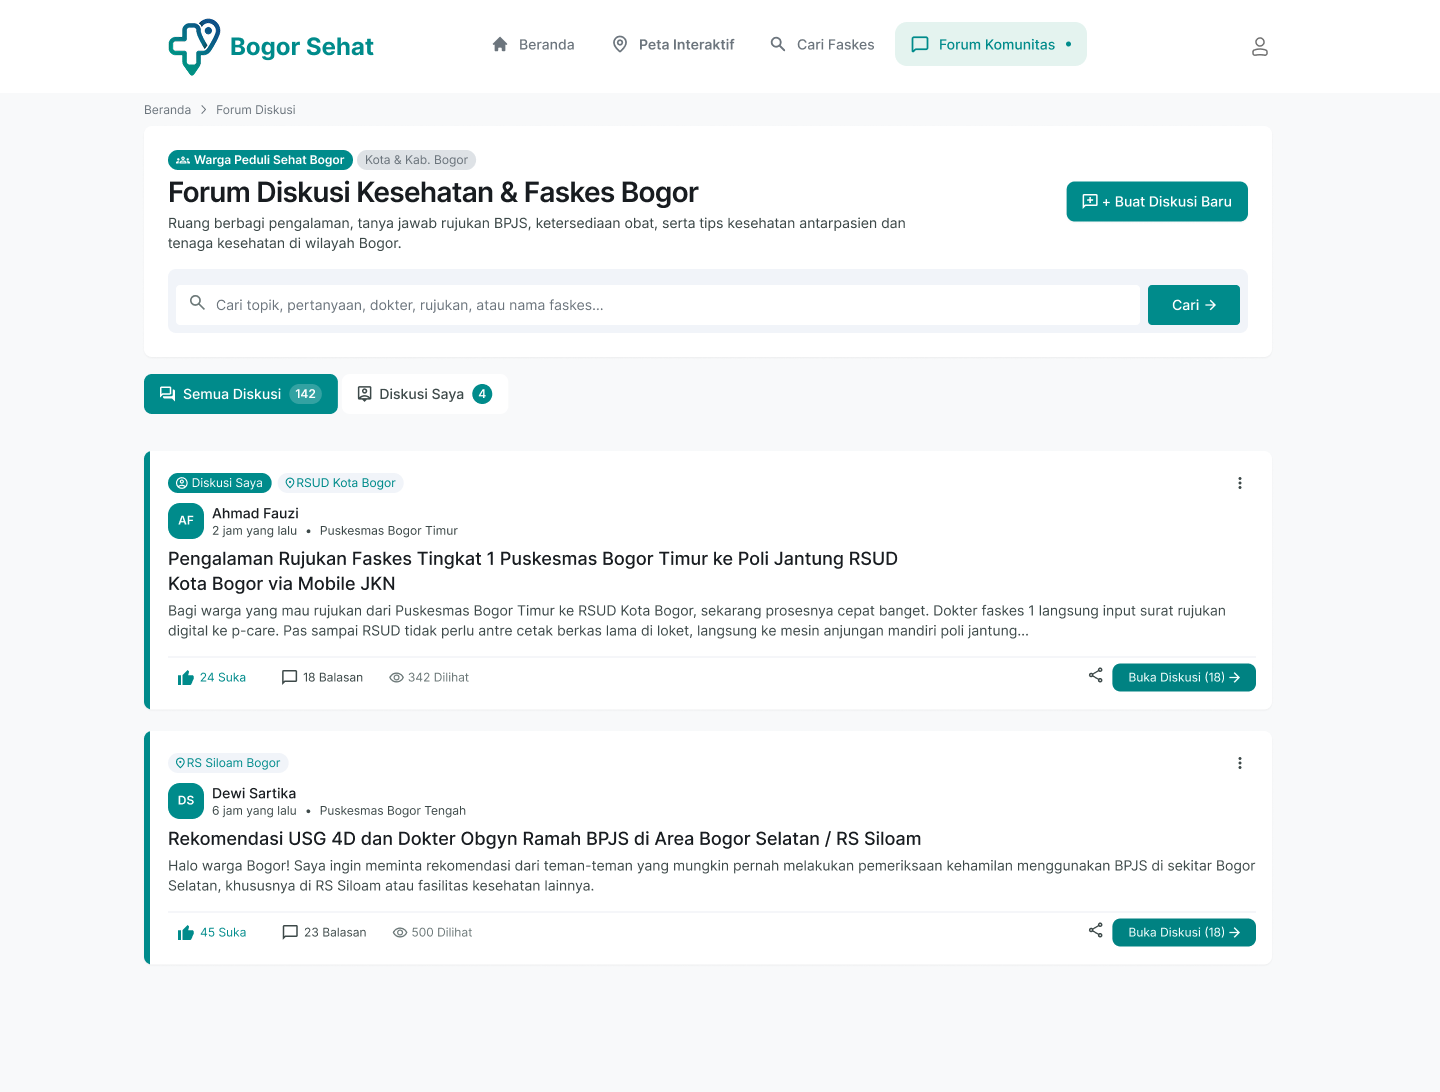 Bogor Sehat
Beranda
Peta Interaktif
Cari Faskes
Forum Komunitas •
Beranda > Forum Diskusi
Warga Peduli Sehat Bogor
Kota & Kab. Bogor
Forum Diskusi Kesehatan & Faskes Bogor
Ruang berbagi pengalaman, tanya jawab rujukan BPJS, ketersediaan obat, serta tips kesehatan antarpasien dan
tenaga kesehatan di wilayah Bogor.
+ Buat Diskusi Baru
Cari topik, pertanyaan, dokter, rujukan, atau nama faskes...
Cari →
Semua Diskusi 142
Diskusi Saya 4
Diskusi Saya
RSUD Kota Bogor
AF
Ahmad Fauzi
2 jam yang lalu • Puskesmas Bogor Timur
Pengalaman Rujukan Faskes Tingkat 1 Puskesmas Bogor Timur ke Poli Jantung RSUD
Kota Bogor via Mobile JKN
Bagi warga yang mau rujukan dari Puskesmas Bogor Timur ke RSUD Kota Bogor, sekarang prosesnya cepat banget. Dokter faskes 1 langsung input surat rujukan
digital ke p-care. Pas sampai RSUD tidak perlu antre cetak berkas lama di loket, langsung ke mesin anjungan mandiri poli jantung...
24 Suka
18 Balasan
342 Dilihat
Buka Diskusi (18) →
RS Siloam Bogor
DS
Dewi Sartika
6 jam yang lalu • Puskesmas Bogor Tengah
Rekomendasi USG 4D dan Dokter Obgyn Ramah BPJS di Area Bogor Selatan / RS Siloam
Halo warga Bogor! Saya ingin meminta rekomendasi dari teman-teman yang mungkin pernah melakukan pemeriksaan kehamilan menggunakan BPJS di sekitar Bogor
Selatan, khususnya di RS Siloam atau fasilitas kesehatan lainnya.
45 Suka
23 Balasan
500 Dilihat
Buka Diskusi (18) →